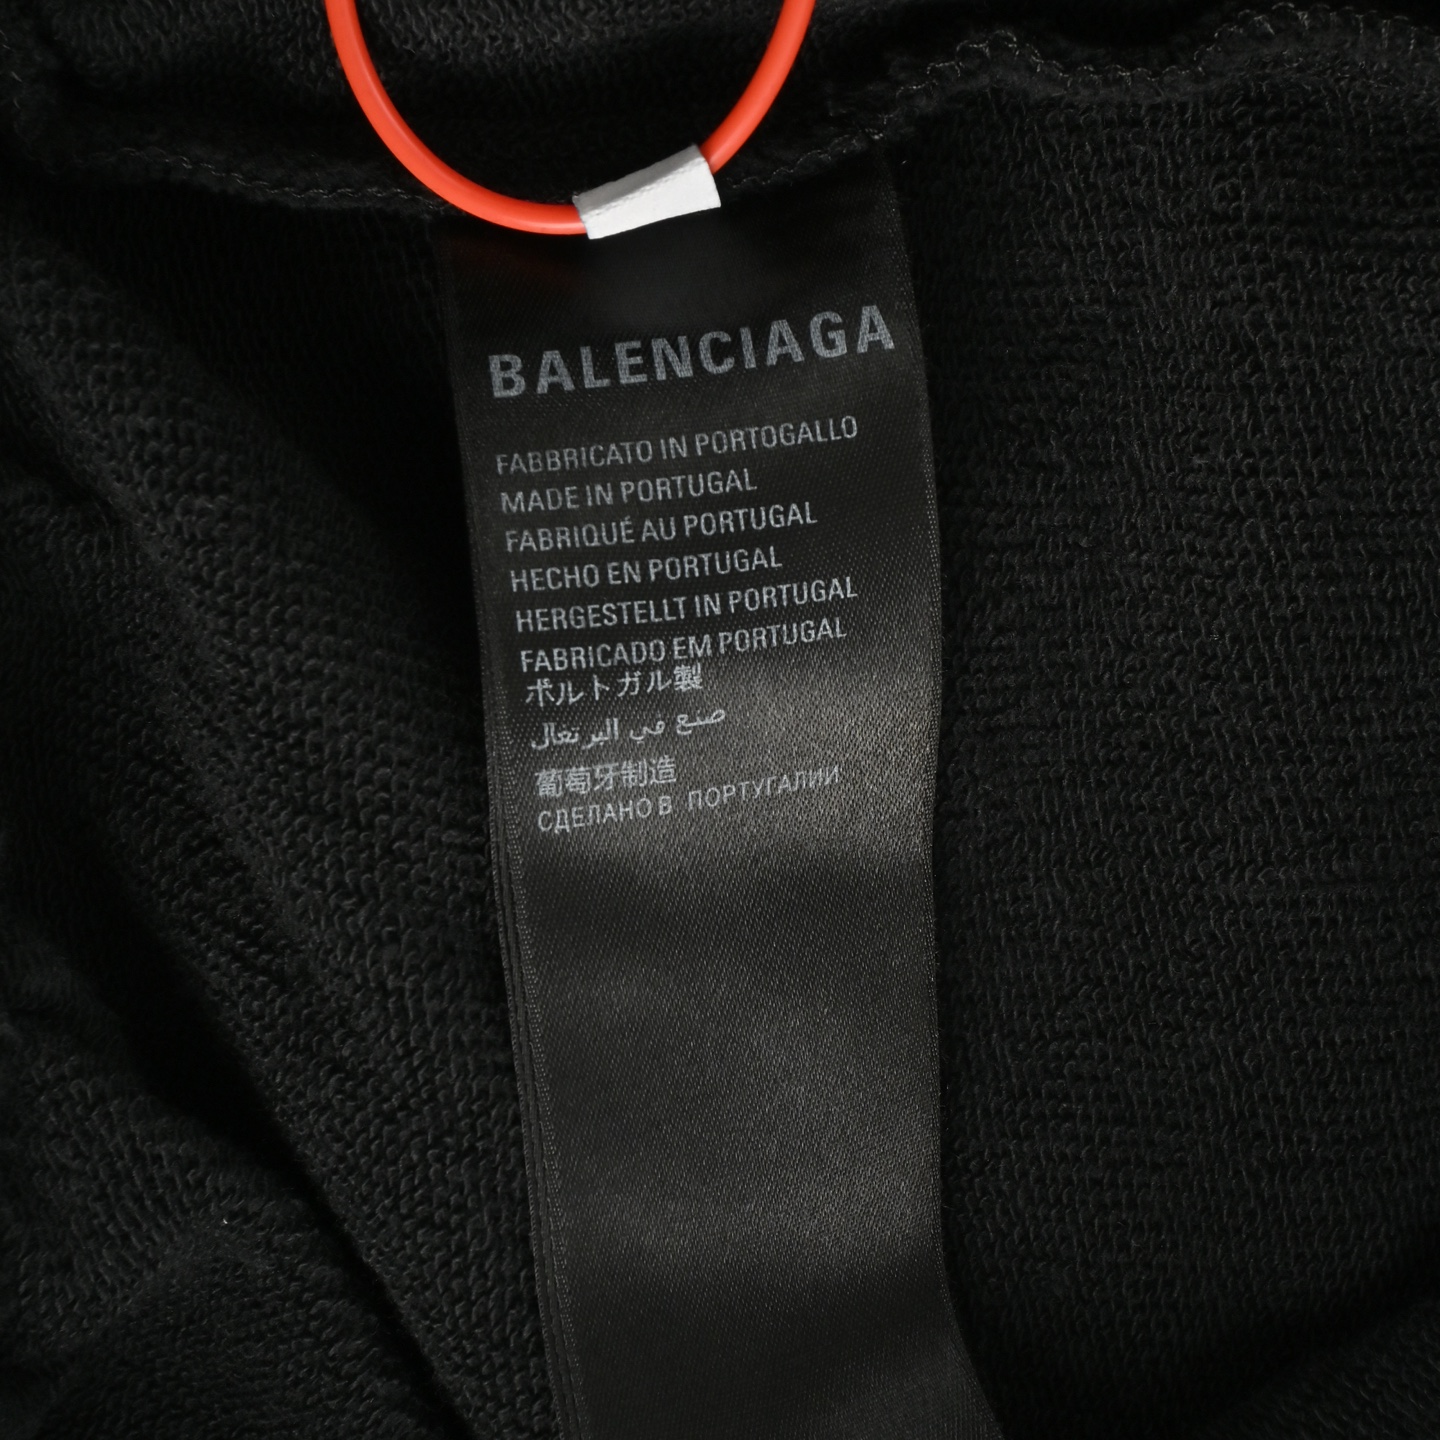 BALENCIAGA
FABBRICATO IN PORTOGALLO
MADE IN PORTUGAL
FABRIQUÉ AU PORTUGAL
HECHO EN PORTUGAL
HERGESTELLT IN PORTUGAL
FABRICADO EM PORTUGAL
ポルトガル製
صنع في البرتغال
葡萄牙制造
СДЕЛАНО В ПОРТУГАЛИИ